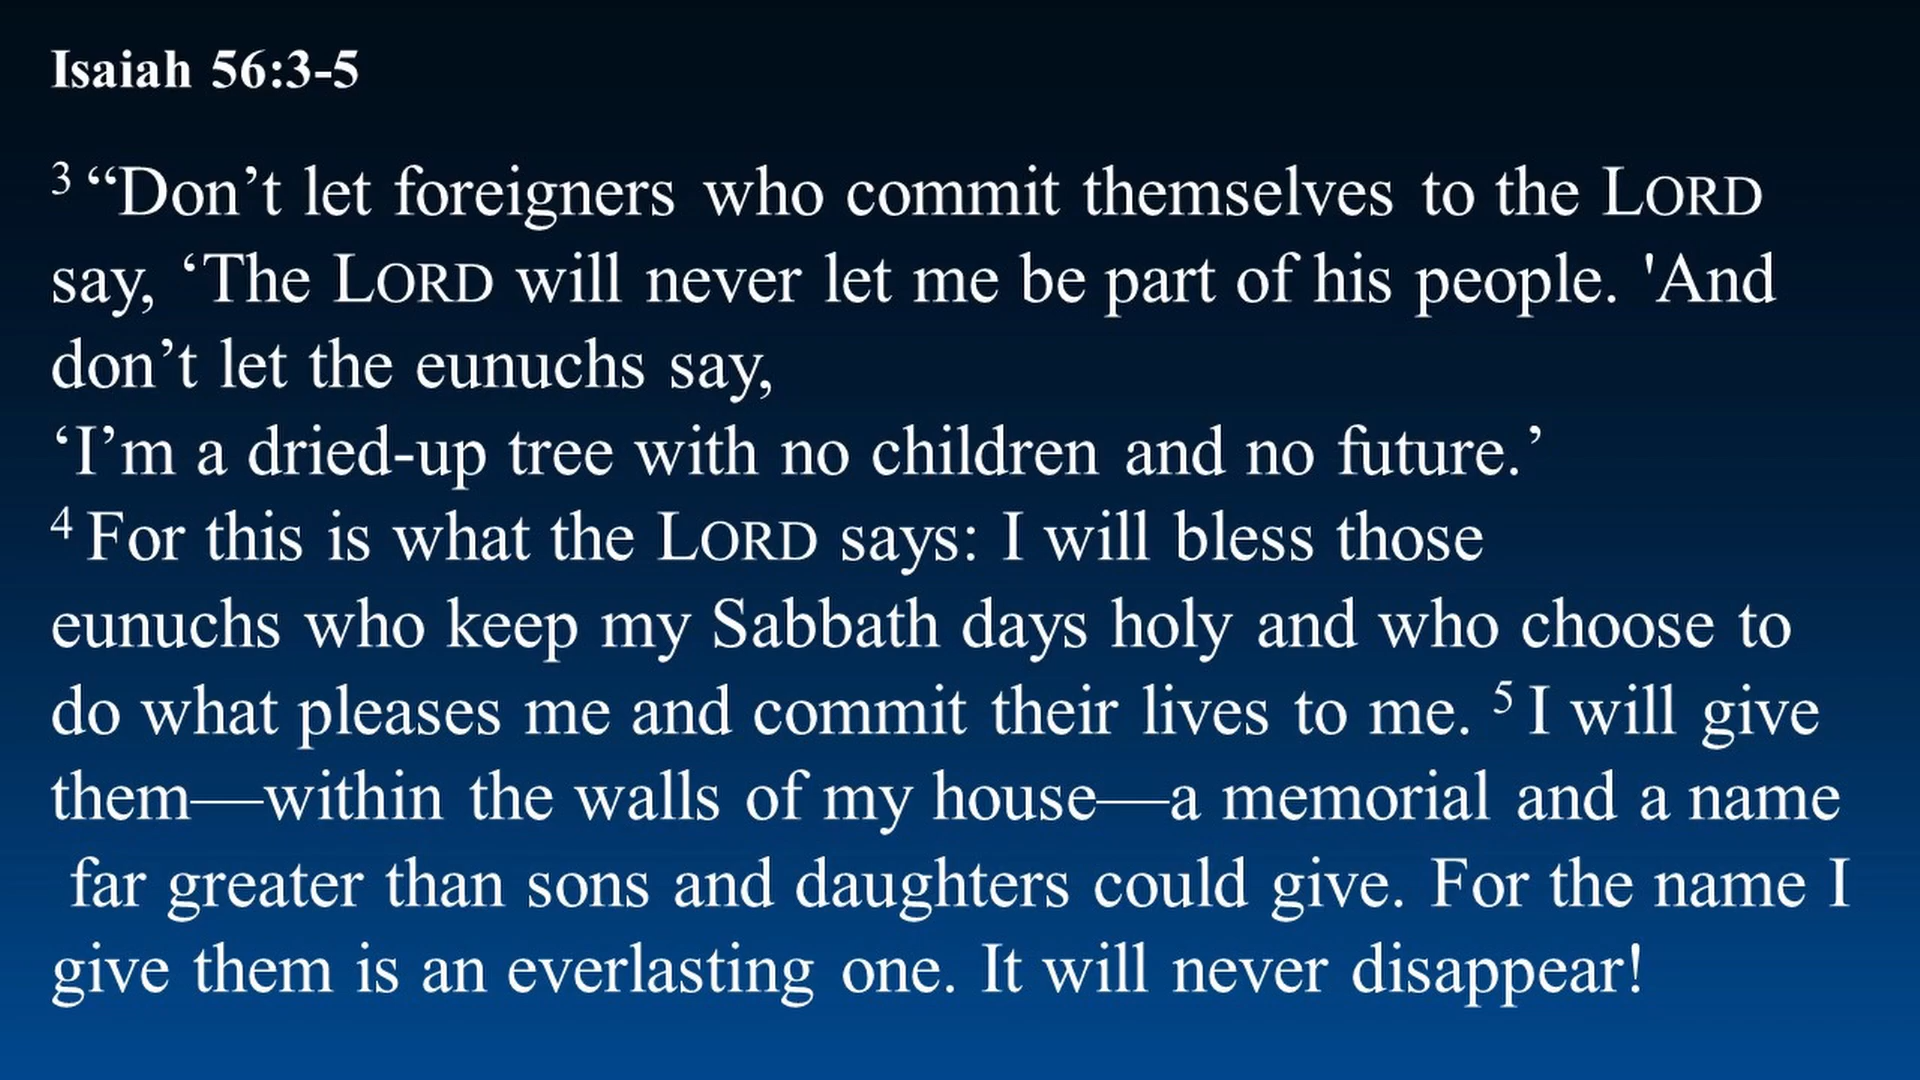 Isaiah 56:3-5
3 “Don’t let foreigners who commit themselves to the LORD
say, ‘The LORD will never let me be part of his people. 'And
don’t let the eunuchs say,
‘I’m a dried-up tree with no children and no future.’
4 For this is what the LORD says: I will bless those
eunuchs who keep my Sabbath days holy and who choose to
do what pleases me and commit their lives to me. 5 I will give
them—within the walls of my house—a memorial and a name
far greater than sons and daughters could give. For the name I
give them is an everlasting one. It will never disappear!